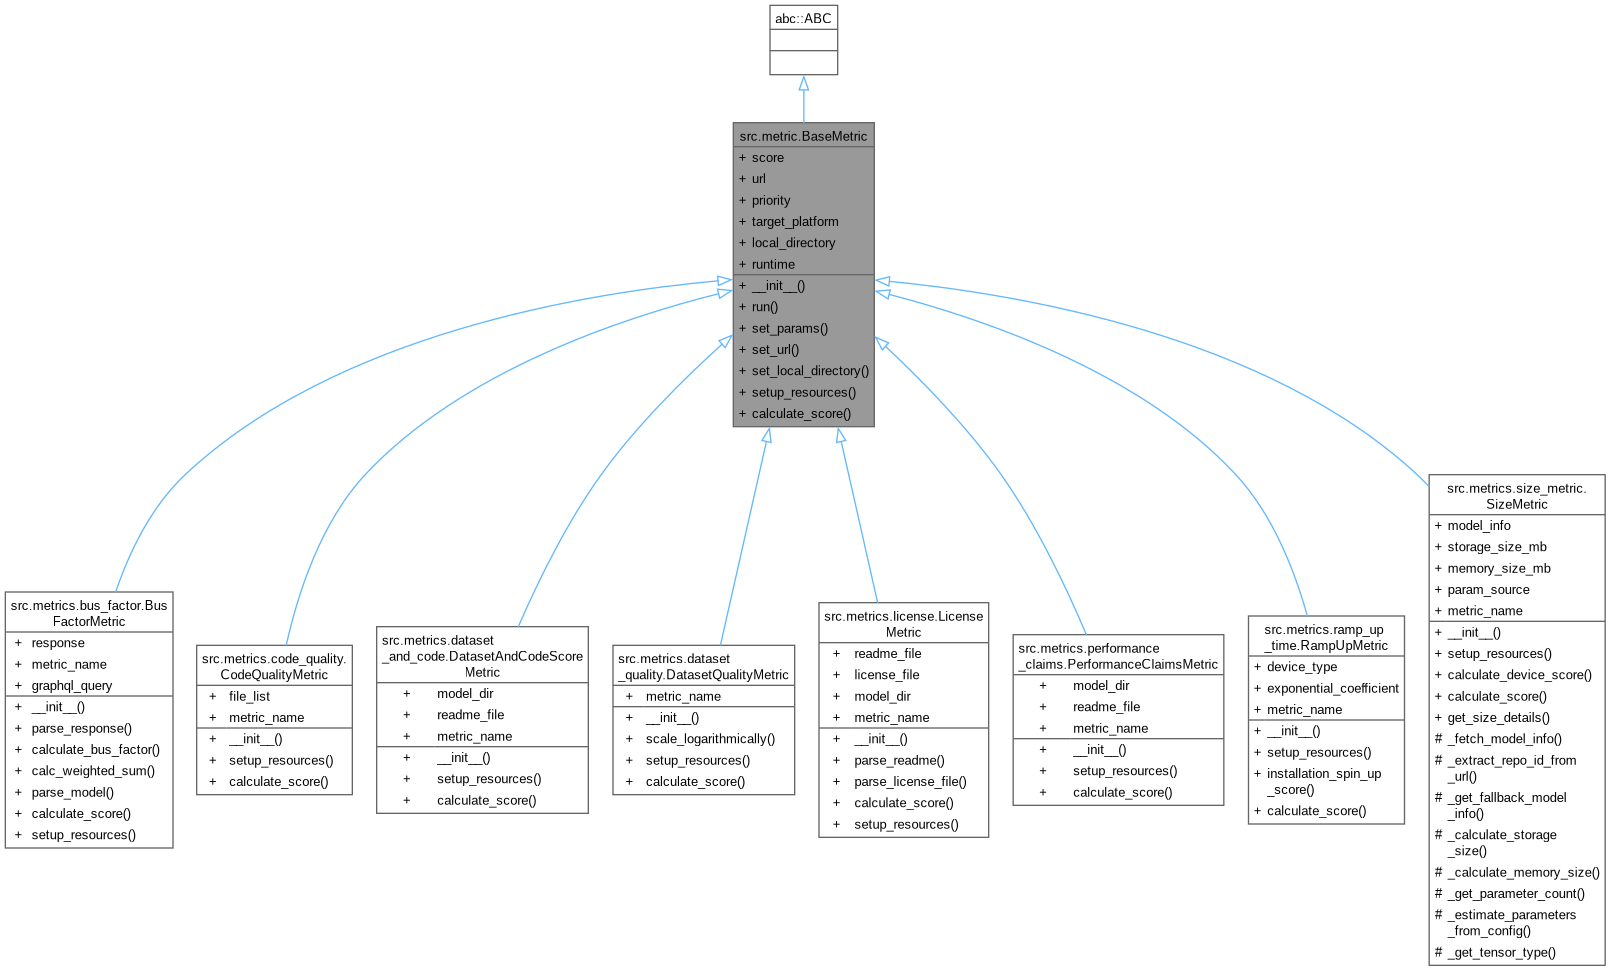 abc::ABC
src.metric.BaseMetric
+ score
+ url
+ priority
+ target_platform
+ local_directory
+ runtime
+ __init__()
+ run()
+ set_params()
+ set_url()
+ set_local_directory()
+ setup_resources()
+ calculate_score()
src.metrics.bus_factor.Bus
FactorMetric
+ response
+ metric_name
+ graphql_query
+ __init__()
+ parse_response()
+ calculate_bus_factor()
+ calc_weighted_sum()
+ parse_model()
+ calculate_score()
+ setup_resources()
src.metrics.code_quality.
CodeQualityMetric
+ file_list
+ metric_name
+ __init__()
+ setup_resources()
+ calculate_score()
src.metrics.dataset
_and_code.DatasetAndCodeScore
Metric
+ model_dir
+ readme_file
+ metric_name
+ __init__()
+ setup_resources()
+ calculate_score()
src.metrics.dataset
_quality.DatasetQualityMetric
+ metric_name
+ __init__()
+ scale_logarithmically()
+ setup_resources()
+ calculate_score()
src.metrics.license.License
Metric
+ readme_file
+ license_file
+ model_dir
+ metric_name
+ __init__()
+ parse_readme()
+ parse_license_file()
+ calculate_score()
+ setup_resources()
src.metrics.performance
_claims.PerformanceClaimsMetric
+ model_dir
+ readme_file
+ metric_name
+ __init__()
+ setup_resources()
+ calculate_score()
src.metrics.ramp_up
_time.RampUpMetric
+ device_type
+ exponential_coefficient
+ metric_name
+ __init__()
+ setup_resources()
+ installation_spin_up
_score()
+ calculate_score()
src.metrics.size_metric.
SizeMetric
+ model_info
+ storage_size_mb
+ memory_size_mb
+ param_source
+ metric_name
+ __init__()
+ setup_resources()
+ calculate_device_score()
+ calculate_score()
+ get_size_details()
# _fetch_model_info()
# _extract_repo_id_from
_url()
# _get_fallback_model
_info()
# _calculate_storage
_size()
# _calculate_memory_size()
# _get_parameter_count()
# _estimate_parameters
_from_config()
# _get_tensor_type()